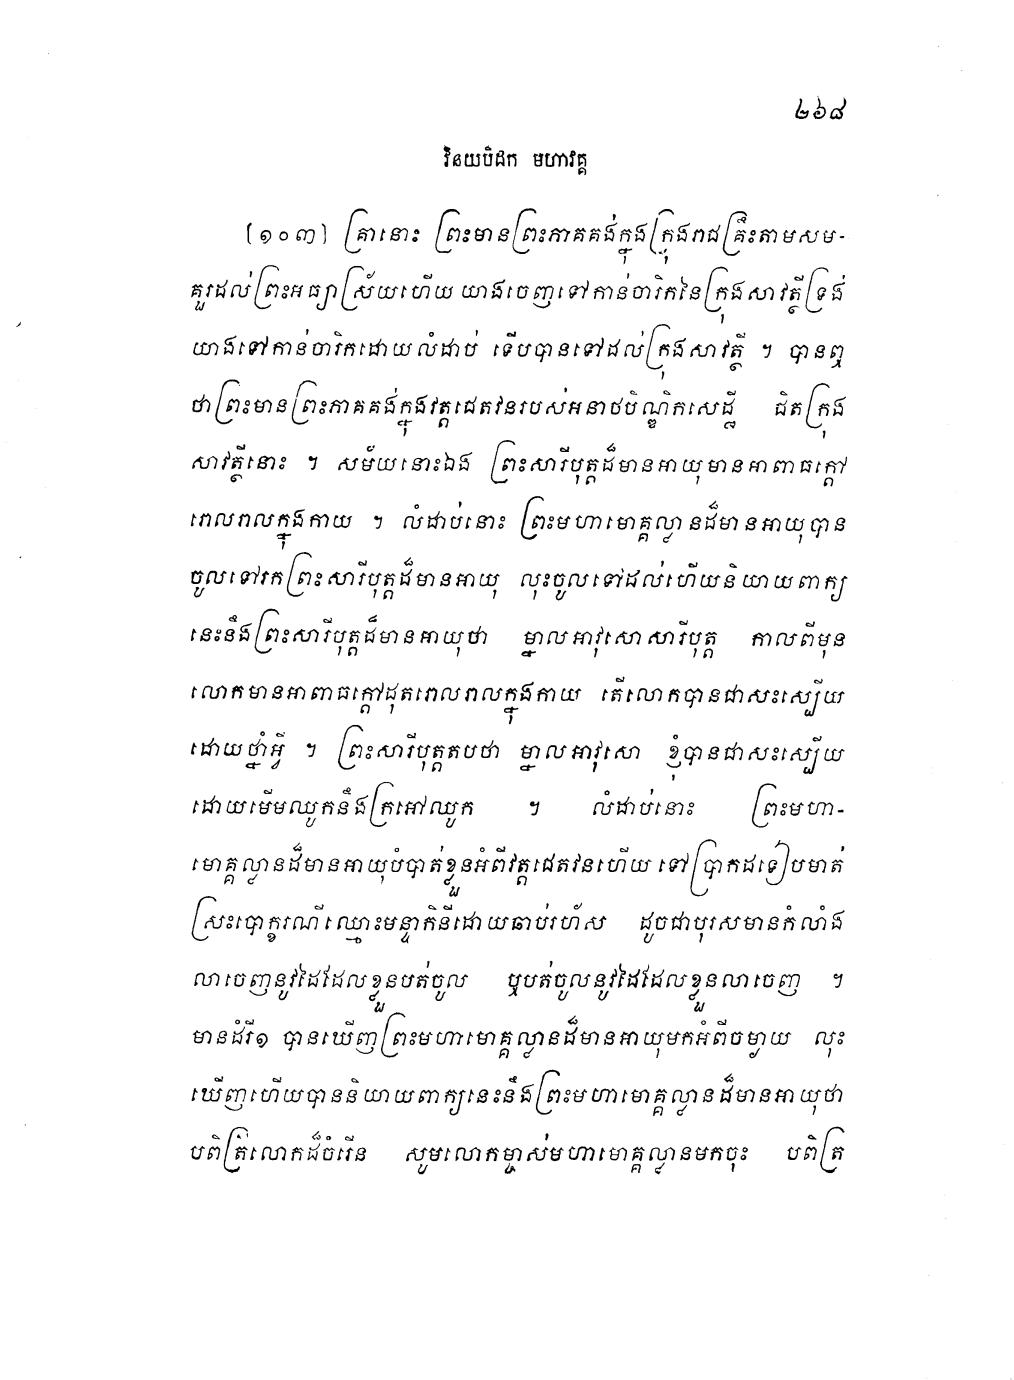 ២៦៨
វិនយបិដក មហាវគ្គ
[១០៣] គ្រានោះ ព្រះមានព្រះភាគគង់ក្នុងក្រុងរាជគ្រឹះតាមសម-
គួរដល់ព្រះអធ្យាស្រ័យហើយ យាងចេញទៅកាន់ចារិកនៃក្រុងសាវត្ថីទ្រង់
យាងទៅកាន់ចារិកដោយលំដាប់ ទើបបានទៅដល់ក្រុងសាវត្ថី ។ បានឮ
ថាព្រះមានព្រះភាគគង់ក្នុងវត្តជេតវនរបស់អនាថបិណ្ឌិកសេដ្ឋី ជិតក្រុង
សាវត្ថីនោះ ។ សម័យនោះឯង ព្រះសារីបុត្តដ៏មានអាយុមានអាពាធក្តៅ
រោលរាលក្នុងកាយ ។ លំដាប់នោះ ព្រះមហាមោគ្គល្លានដ៏មានអាយុបាន
ចូលទៅរកព្រះសារីបុត្តដ៏មានអាយុ លុះចូលទៅដល់ហើយនិយាយពាក្យ
នេះនឹងព្រះសារីបុត្តដ៏មានអាយុថា ម្នាលអាវុសោសារីបុត្ត កាលពីមុន
លោកមានអាពាធក្តៅដុតរោលរាលក្នុងកាយ តើលោកបានជាសះស្បើយ
ដោយថ្នាំអ្វី ។ ព្រះសារីបុត្តតបថា ម្នាលអាវុសោ ខ្ញុំបានជាសះស្បើយ
ដោយមើមឈូកនឹងក្រអៅឈូក ។ លំដាប់នោះ ព្រះមហា-
មោគ្គល្លានដ៏មានអាយុបំបាត់ខ្លួនអំពីវត្តជេតវនហើយ ទៅប្រាកដទៀបមាត់
ស្រះបោក្ខរណីឈ្មោះមន្ទាកិនីដោយឆាប់រហ័ស ដូចជាបុរសមានកំលាំង
លាចេញនូវដៃដែលខ្លួនបត់ចូល ឬបត់ចូលនូវដៃដែលខ្លួនលាចេញ ។
មានដំរី១ បានឃើញព្រះមហាមោគ្គល្លានដ៏មានអាយុមកអំពីចម្ងាយ លុះ
ឃើញហើយបាននិយាយពាក្យនេះនឹងព្រះមហាមោគ្គល្លានដ៏មានអាយុថា
បពិត្រលោកដ៏ចំរើន សូមលោកម្ចាស់មហាមោគ្គល្លានមកចុះ បពិត្រ